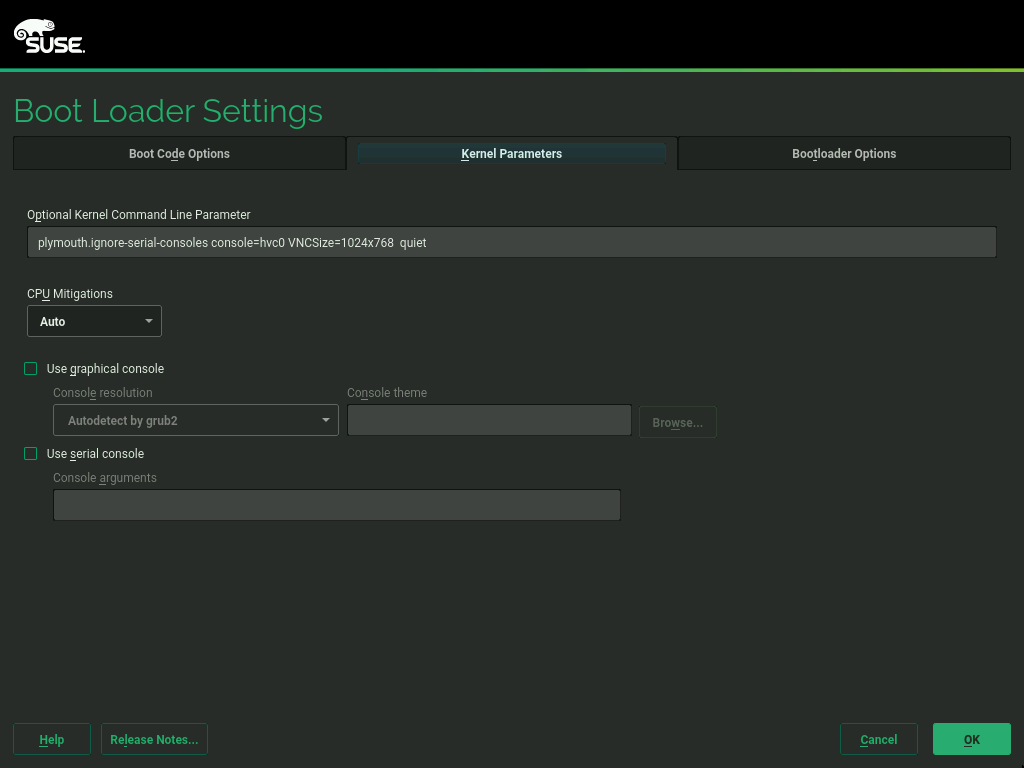 SUSE
Boot Loader Settings
Boot Code Options
Kernel Parameters
Bootloader Options
Optional Kernel Command Line Parameter
plymouth.ignore-serial-consoles console=hvc0 VNCSize=1024x768  quiet
CPU Mitigations
Auto
Use graphical console
Console resolution
Console theme
Autodetect by grub2
Browse...
Use serial console
Console arguments
Help
Release Notes...
Cancel
OK